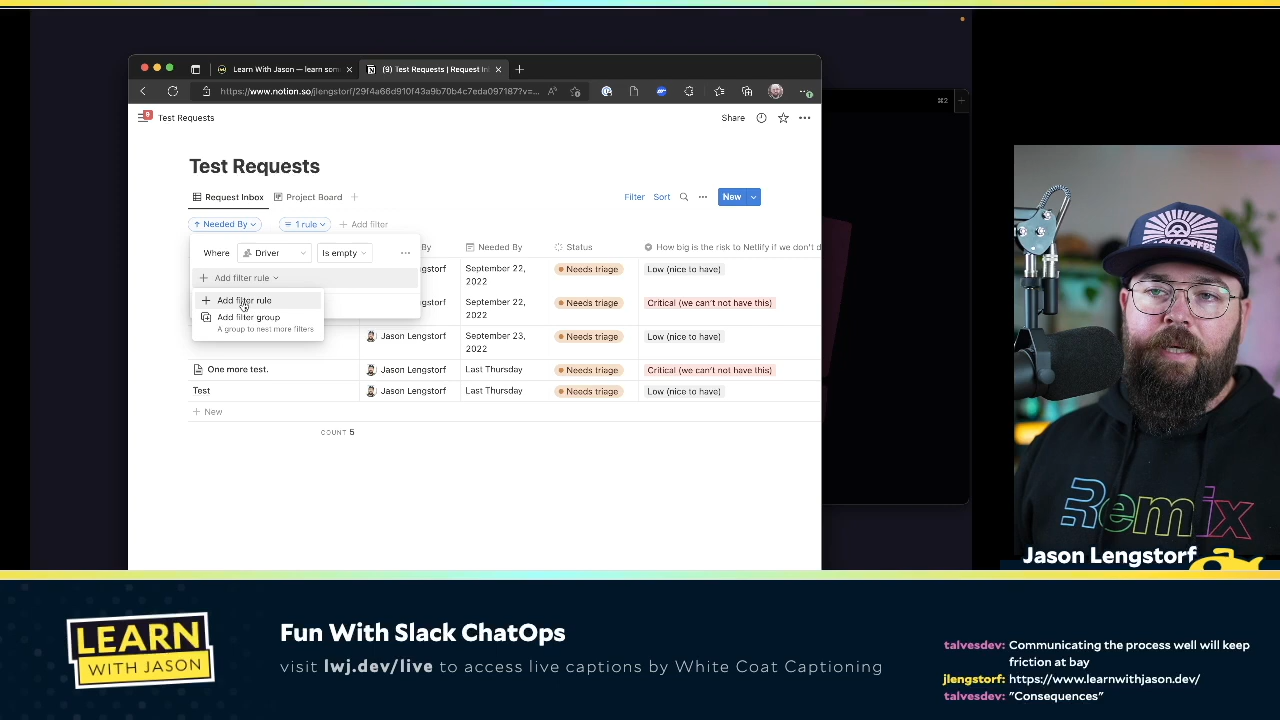 ⌘2
Learn With Jason — learn som
(9) Test Requests | Request In
https://www.notion.so/jlengstorf/29f4a66d910f43a9b70b4c7eda097187?v=...
9
Test Requests
Share
Test Requests
Request Inbox
Project Board
Filter
Sort
New
Needed By
1 rule
Add filter
By
Needed By
Status
How big is the risk to Netlify if we don't d
Where
Driver
Is empty
Add filter rule
Add filter rule
Add filter group
A group to nest more filters
gstorf
September 22, 2022
Needs triage
Low (nice to have)
gstorf
September 22, 2022
Needs triage
Critical (we can't not have this)
Jason Lengstorf
September 23, 2022
Needs triage
Low (nice to have)
One more test.
Jason Lengstorf
Last Thursday
Needs triage
Critical (we can't not have this)
Test
Jason Lengstorf
Last Thursday
Needs triage
Low (nice to have)
New
COUNT 5
Remix
Jason Lengstorf
LEARN
WITH JASON
Fun With Slack ChatOps
visit lwj.dev/live to access live captions by White Coat Captioning
talvesdev: Communicating the process well will keep
friction at bay
jlengstorf: https://www.learnwithjason.dev/
talvesdev: "Consequences"